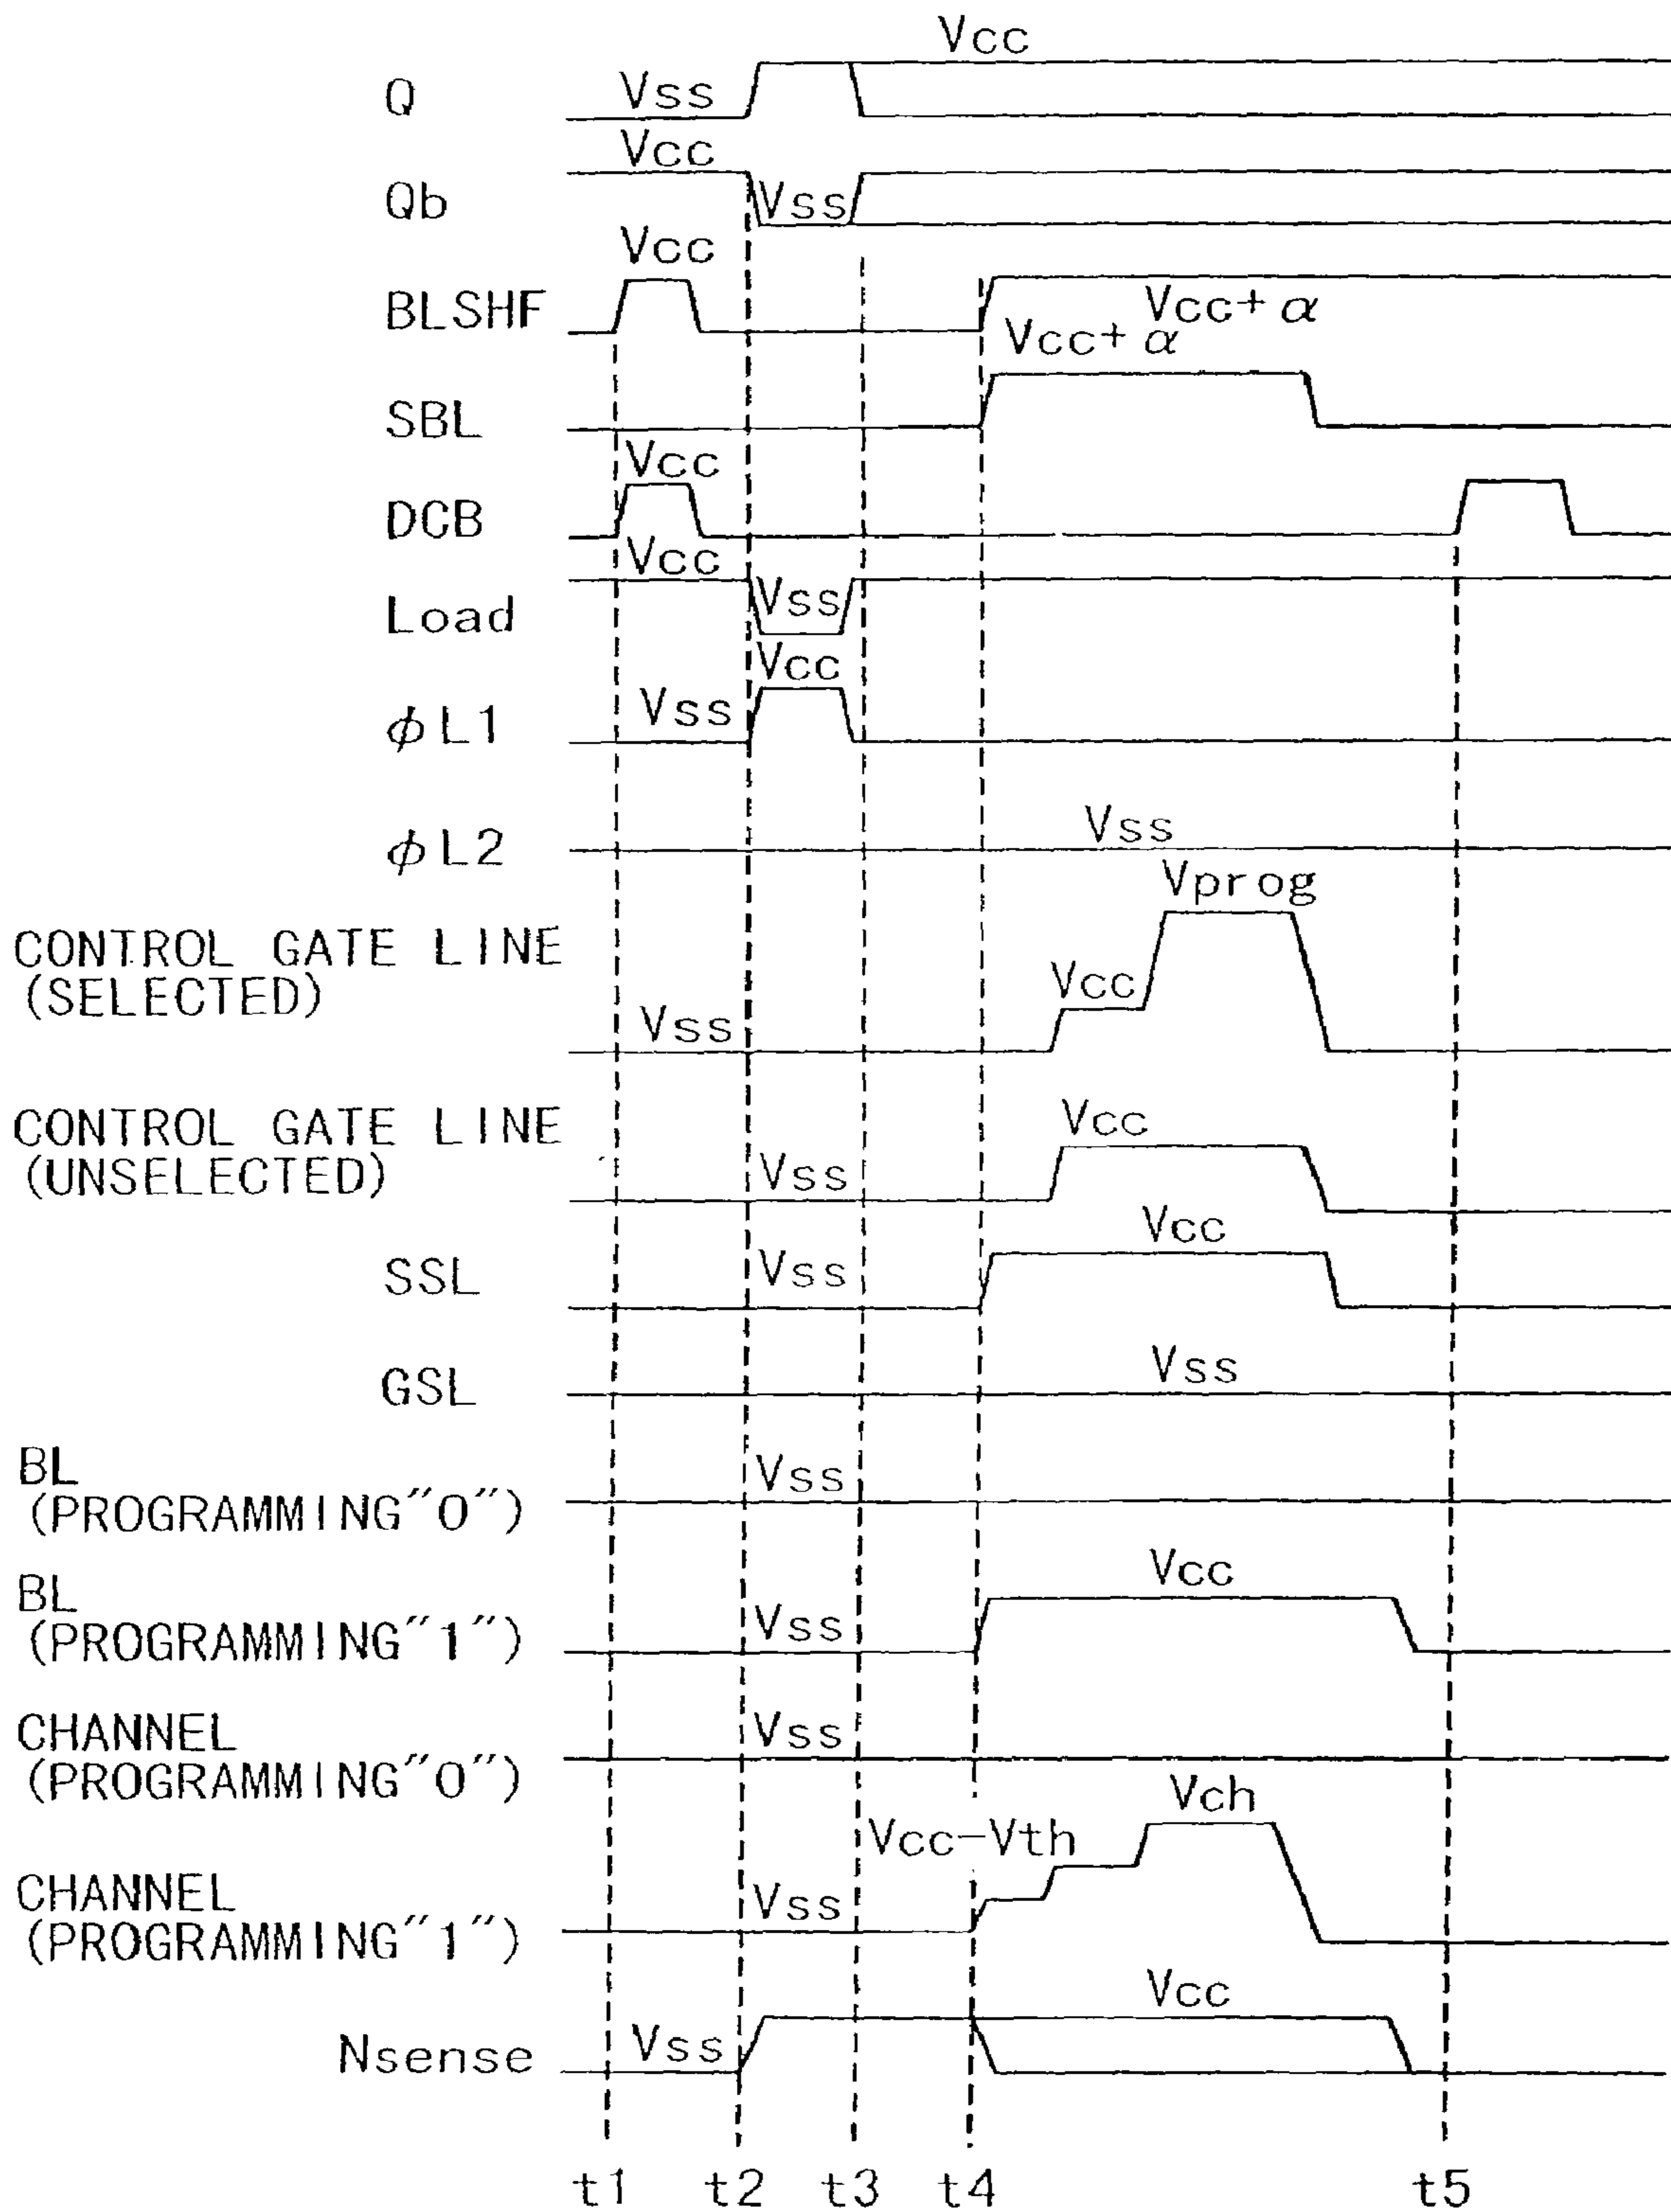 Vcc
Q Vss
Vcc
Qb Vss
Vcc
BLSHF Vcc+α
Vcc+α
SBL
Vcc
DCB
Vcc
Load Vss
Vcc
φL1 Vss
φL2 Vss
Vprog
CONTROL GATE LINE
(SELECTED) Vcc
Vss
CONTROL GATE LINE Vcc
(UNSELECTED) Vss
Vcc
SSL Vss
GSL Vss
BL Vss
(PROGRAMMING"0")
BL Vcc
(PROGRAMMING"1") Vss
CHANNEL Vss
(PROGRAMMING"0")
Vch
Vcc-Vth
CHANNEL Vss
(PROGRAMMING"1")
Vcc
Nsense Vss
t1 t2 t3 t4 t5